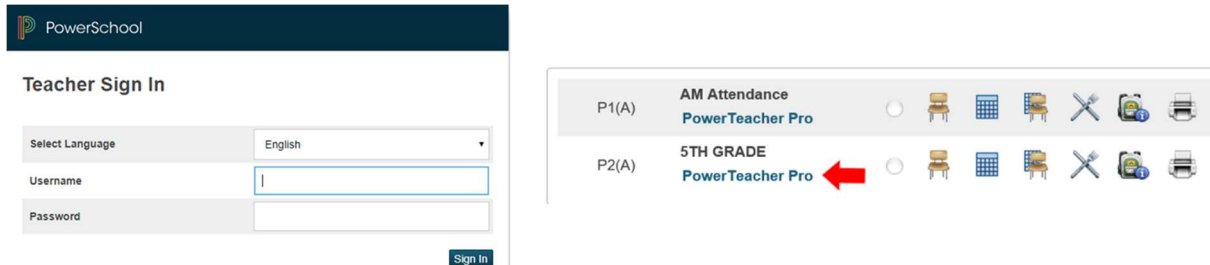 PowerSchool
Teacher Sign In
Select Language English
Username
Password
Sign In
P1(A) AM Attendance
PowerTeacher Pro
P2(A) 5TH GRADE
PowerTeacher Pro